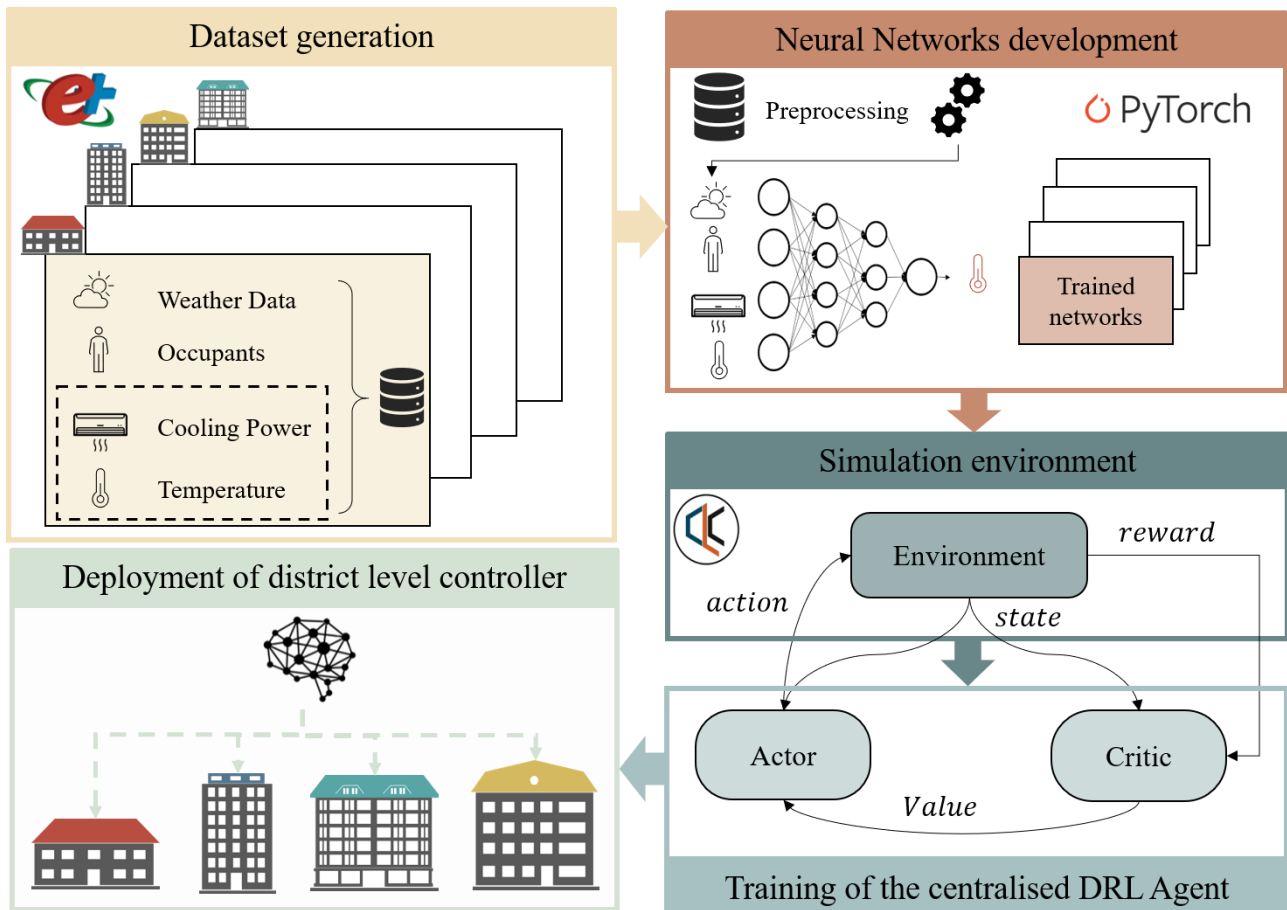 Dataset generation
e+
Weather Data
Occupants
Cooling Power
Temperature
Neural Networks development
Preprocessing
PyTorch
Trained
networks
Simulation environment
Environment
reward
action
state
Actor
Critic
Value
Training of the centralised DRL Agent
Deployment of district level controller